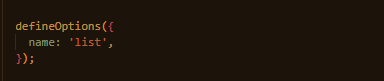 defineOptions({
  name: 'list',
});